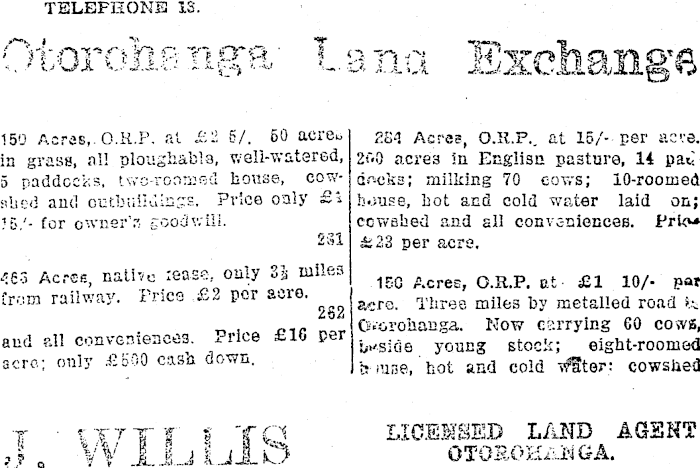 TELEPHONE 13.
Otorohanga Land Exchange
159 Acres, O.R.P. at £2 5/. 50 acres
in grass, all ploughable, well-watered,
5 paddocks, two-roomed house, cow-
shed and outbuildings. Price only
15/- for owner's goodwill.
231
465 Acres, native lease, only 3½ miles
from railway. Price £2 per acre.
262
and all conveniences. Price £16 per
acre; only £500 cash down.
284 Acres, O.R.P., at 15/- per acre.
260 acres in English pasture, 14 pad
docks; milking 70 cows; 10-roomed
house, hot and cold water laid on;
cowshed and all conveniences. Price
£23 per acre.
150 Acres, O.R.P. at £1 10/- per
acre. Three miles by metalled road
Otorohanga. Now carrying 60 cows,
beside young stock; eight-roomed
house, hot and cold water: cowshed
J. WILLIS
LICENSED LAND AGENT
OTOROHANGA.